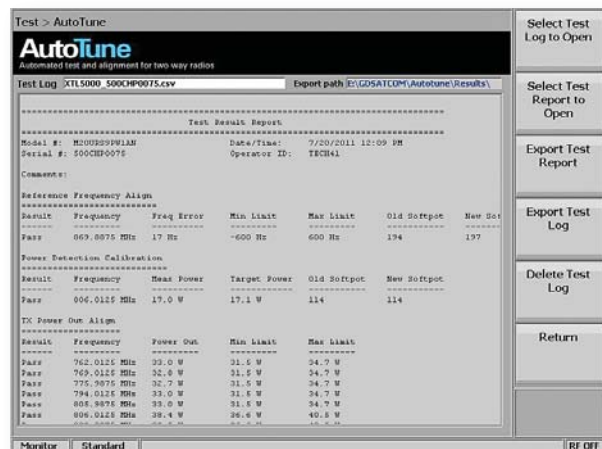 Test > AutoTune
AutoTune
Automated test and alignment for two way radios
Test Log XTL5000_500CHP0075.csv Export path E:\GDSATCOM\Autotune\Results\
Test Result Report
Model #: M20URS9PW1AN Date/Time: 7/20/2011 12:09 PM
Serial #: 500CHP0075 Operator ID: TECH41
Comments:
Reference Frequency Align
Result Frequency Freq Error Min Limit Max Limit Old Softpot New Sof
Pass 869.8875 MHz 17 Hz -600 Hz 600 Hz 194 197
Power Detection Calibration
Result Frequency Meas Power Target Power Old Softpot New Softpot
Pass 806.0125 MHz 17.0 W 17.1 W 114 114
TX Power Out Align
Result Frequency Power Out Min Limit Max Limit
Pass 762.0125 MHz 33.0 W 31.5 W 34.7 W
Pass 769.0125 MHz 32.8 W 31.5 W 34.7 W
Pass 775.9875 MHz 32.7 W 31.5 W 34.7 W
Pass 794.0125 MHz 33.0 W 31.5 W 34.7 W
Pass 805.9875 MHz 33.0 W 31.5 W 34.7 W
Pass 806.0125 MHz 38.4 W 36.6 W 40.5 W
Select Test
Log to Open
Select Test
Report to
Open
Export Test
Report
Export Test
Log
Delete Test
Log
Return
Monitor Standard RF OFF